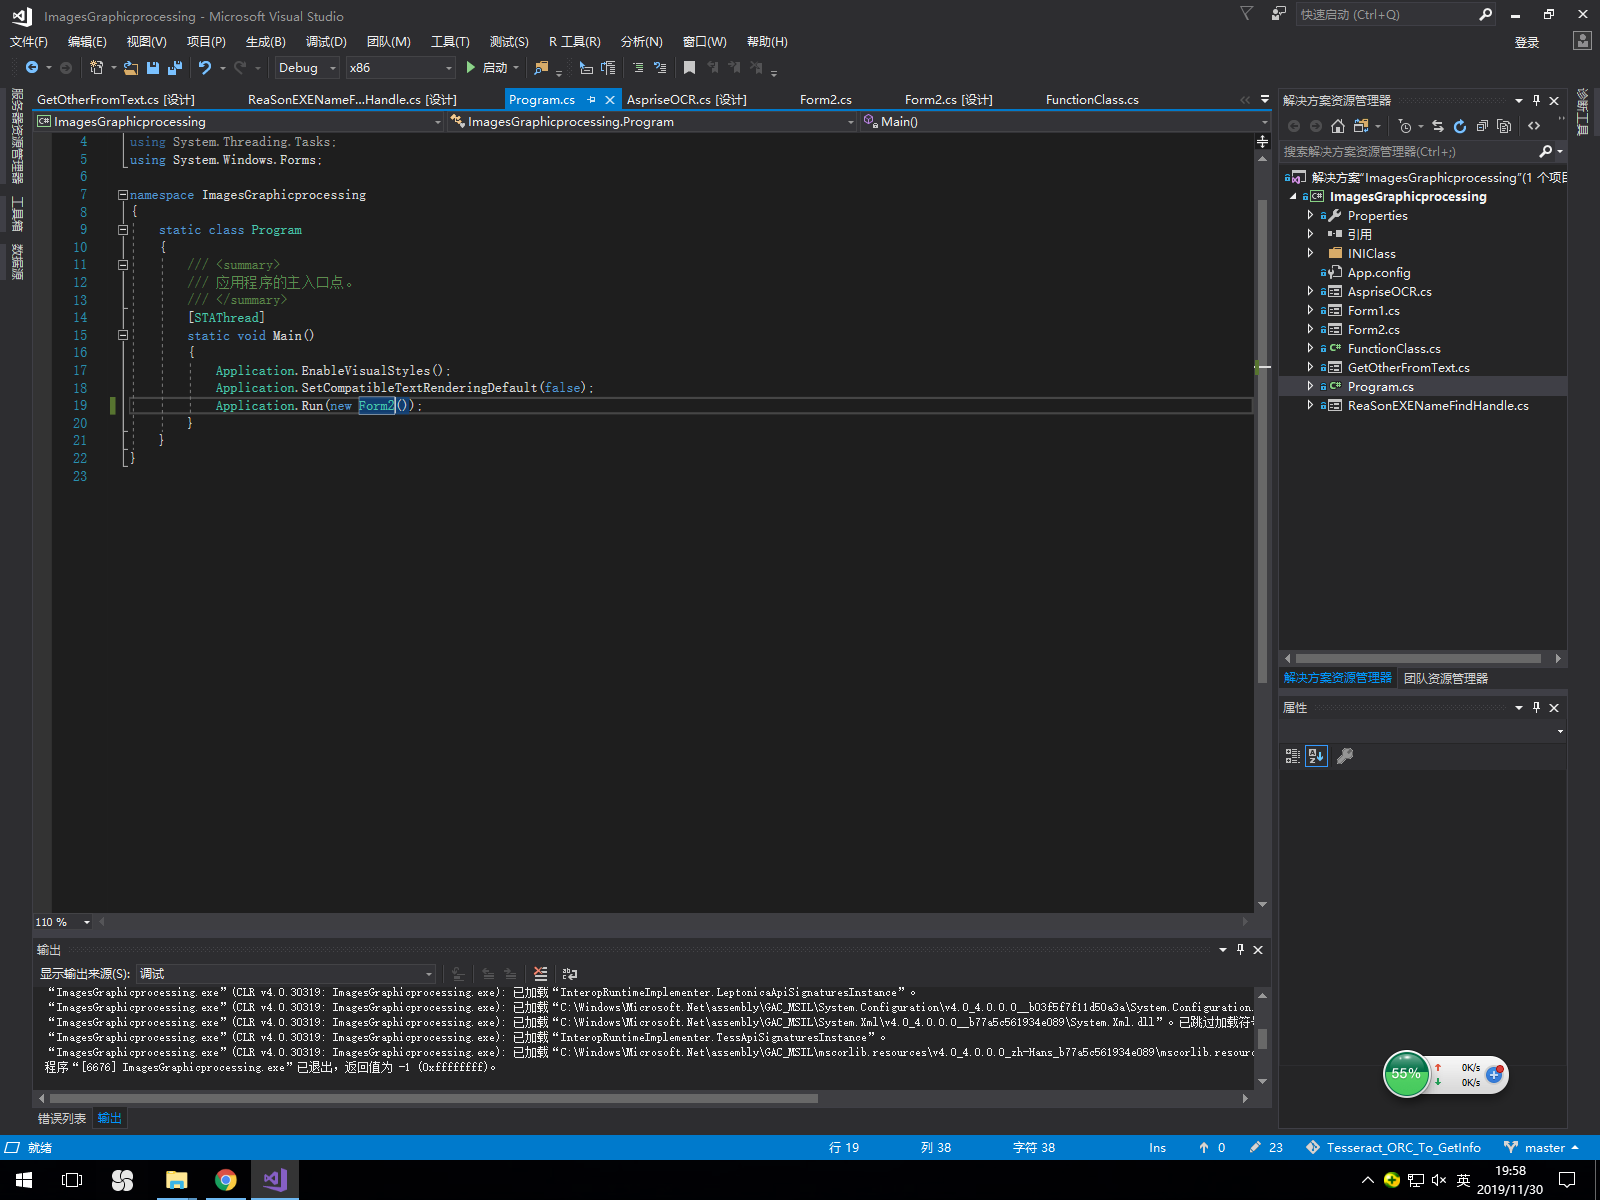 ImagesGraphicprocessing - Microsoft Visual Studio
快速启动 (Ctrl+Q)
文件(F) 编辑(E) 视图(V) 项目(P) 生成(B) 调试(D) 团队(M) 工具(T) 测试(S) R 工具(R) 分析(N) 窗口(W) 帮助(H)
登录
Debug x86 启动
服务器资源管理器
工具箱
数据源
GetOtherFromText.cs [设计] ReaSonEXENameF...Handle.cs [设计] Program.cs AspriseOCR.cs [设计] Form2.cs Form2.cs [设计] FunctionClass.cs
ImagesGraphicprocessing ImagesGraphicprocessing.Program Main()
4 using System.Threading.Tasks;
5 using System.Windows.Forms;
6
7 namespace ImagesGraphicprocessing
8 {
9 static class Program
10 {
11 /// <summary>
12 /// 应用程序的主入口点。
13 /// </summary>
14 [STAThread]
15 static void Main()
16 {
17 Application.EnableVisualStyles();
18 Application.SetCompatibleTextRenderingDefault(false);
19 Application.Run(new Form2());
20 }
21 }
22 }
23
110 %
输出
显示输出来源(S): 调试
“ImagesGraphicprocessing.exe”(CLR v4.0.30319: ImagesGraphicprocessing.exe): 已加载“InteropRuntimeImplementer.LeptonicaApiSignaturesInstance”。
“ImagesGraphicprocessing.exe”(CLR v4.0.30319: ImagesGraphicprocessing.exe): 已加载“C:\Windows\Microsoft.Net\assembly\GAC_MSIL\System.Configuration\v4.0_4.0.0.0__b03f5f7f11d50a3a\System.Configuration.
“ImagesGraphicprocessing.exe”(CLR v4.0.30319: ImagesGraphicprocessing.exe): 已加载“C:\Windows\Microsoft.Net\assembly\GAC_MSIL\System.Xml\v4.0_4.0.0.0__b77a5c561934e089\System.Xml.dll”。已跳过加载符
“ImagesGraphicprocessing.exe”(CLR v4.0.30319: ImagesGraphicprocessing.exe): 已加载“InteropRuntimeImplementer.TessApiSignaturesInstance”。
“ImagesGraphicprocessing.exe”(CLR v4.0.30319: ImagesGraphicprocessing.exe): 已加载“C:\Windows\Microsoft.Net\assembly\GAC_MSIL\mscorlib.resources\v4.0_4.0.0.0_zh-Hans_b77a5c561934e089\mscorlib.resour
程序“[6676] ImagesGraphicprocessing.exe”已退出，返回值为 -1 (0xffffffff)。
错误列表 输出
解决方案资源管理器
搜索解决方案资源管理器(Ctrl+;)
解决方案“ImagesGraphicprocessing”(1 个项目
ImagesGraphicprocessing
Properties
引用
INIClass
App.config
AspriseOCR.cs
Form1.cs
Form2.cs
FunctionClass.cs
GetOtherFromText.cs
Program.cs
ReaSonEXENameFindHandle.cs
解决方案资源管理器 团队资源管理器
属性
诊断工具
55%
0K/s
0K/s
就绪 行 19 列 38 字符 38 Ins 0 23 Tesseract_ORC_To_GetInfo master
英
19:58
2019/11/30